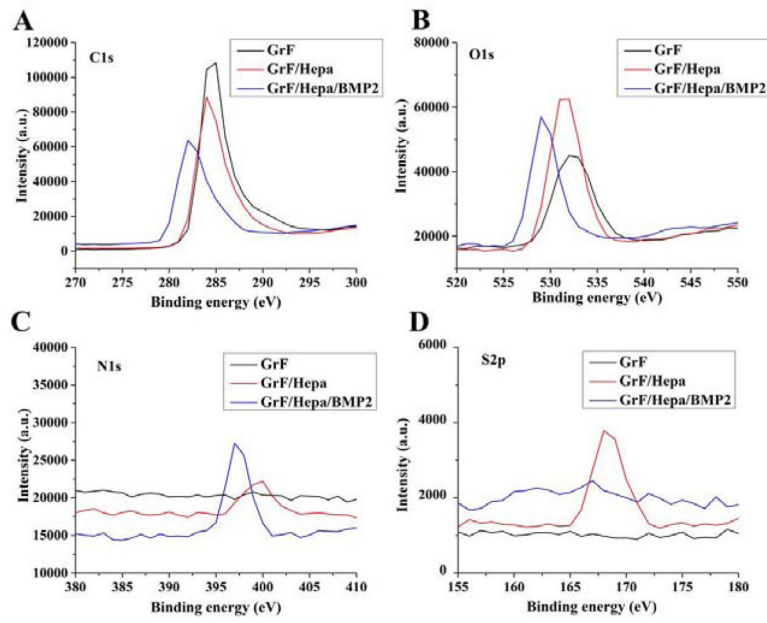 A
C1s
GrF
GrF/Hepa
GrF/Hepa/BMP2
120000
100000
80000
60000
40000
20000
0
Intensity (a.u.)
270 275 280 285 290 295 300
Binding energy (eV)
B
O1s
GrF
GrF/Hepa
GrF/Hepa/BMP2
80000
60000
40000
20000
Intensity (a.u.)
520 525 530 535 540 545 550
Binding energy (eV)
C
N1s
GrF
GrF/Hepa
GrF/Hepa/BMP2
40000
35000
30000
25000
20000
15000
10000
Intensity (a.u.)
380 385 390 395 400 405 410
Binding energy (eV)
D
S2p
GrF
GrF/Hepa
GrF/Hepa/BMP2
6000
4000
2000
0
Intensity (a.u.)
155 160 165 170 175 180
Binding energy (eV)